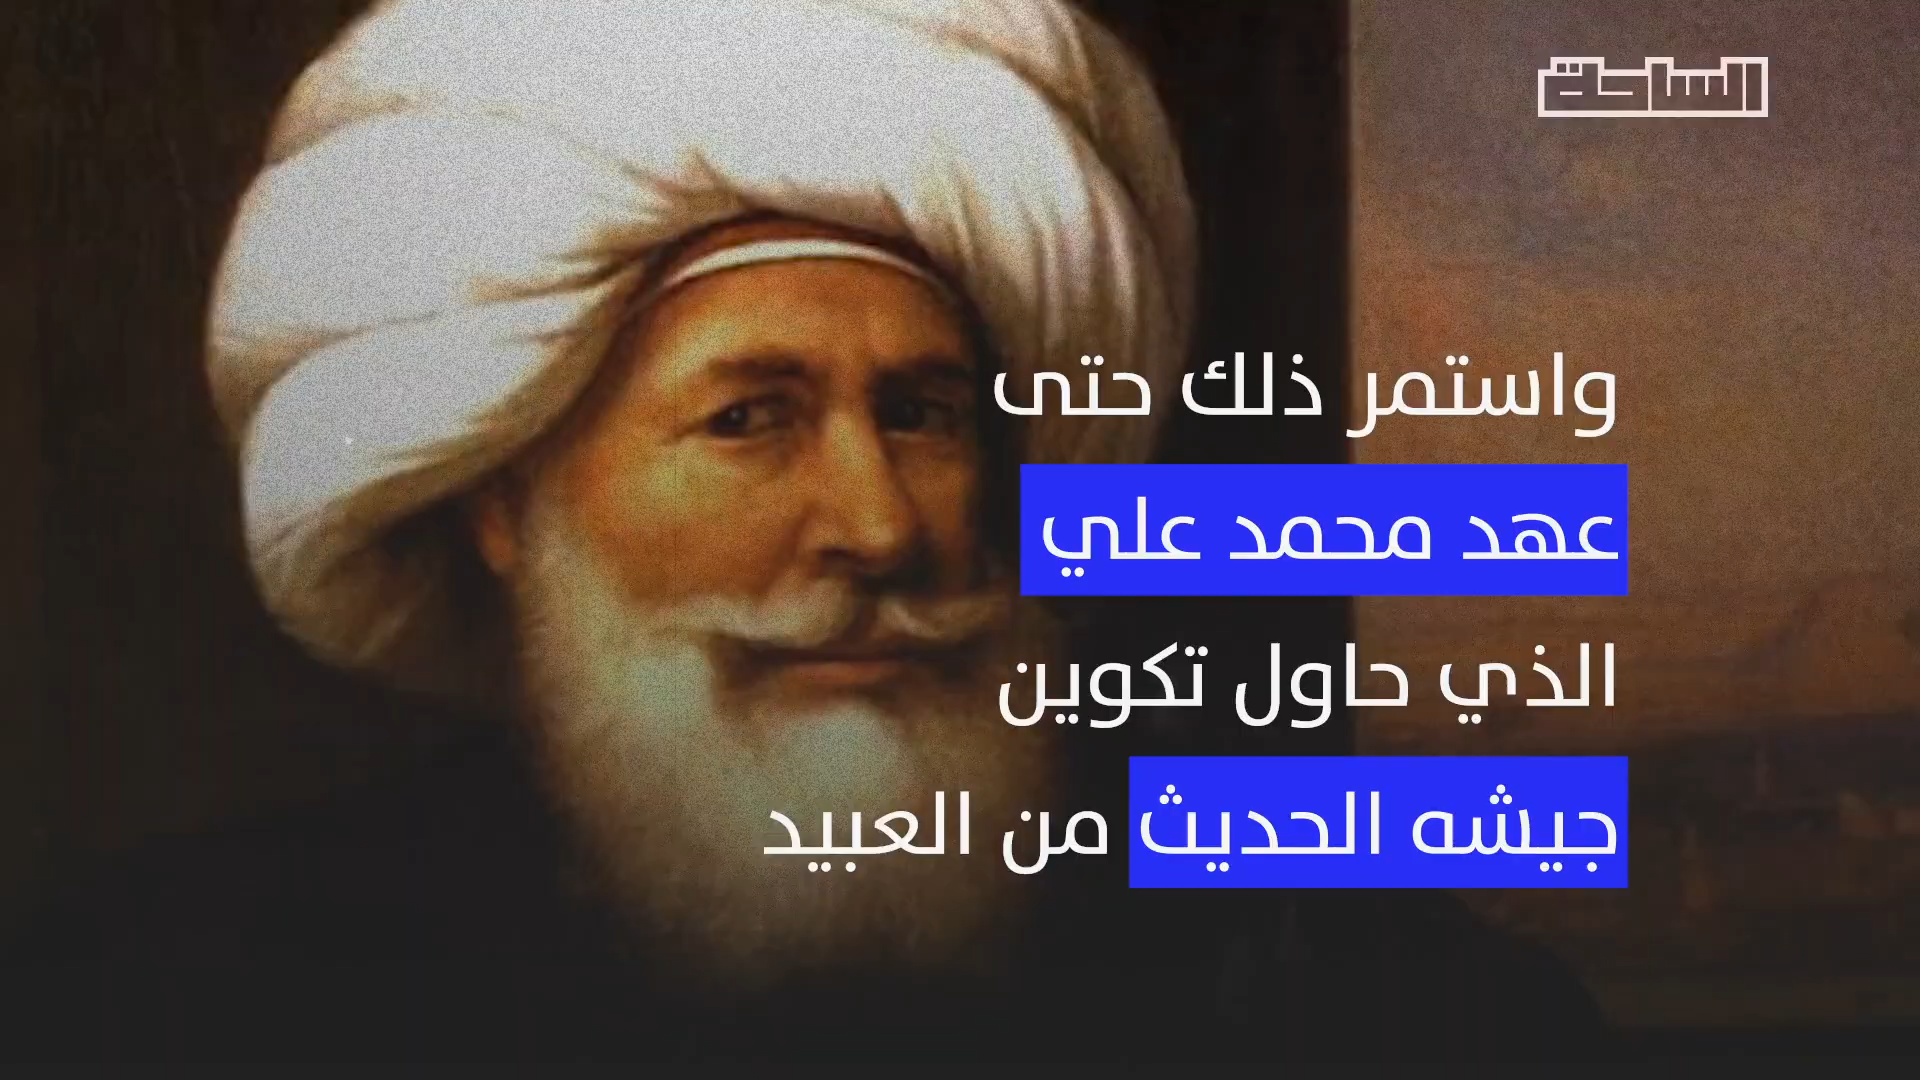 الساحة
واستمر ذلك حتى
عهد محمد علي
الذي حاول تكوين
جيشه الحديث من العبيد